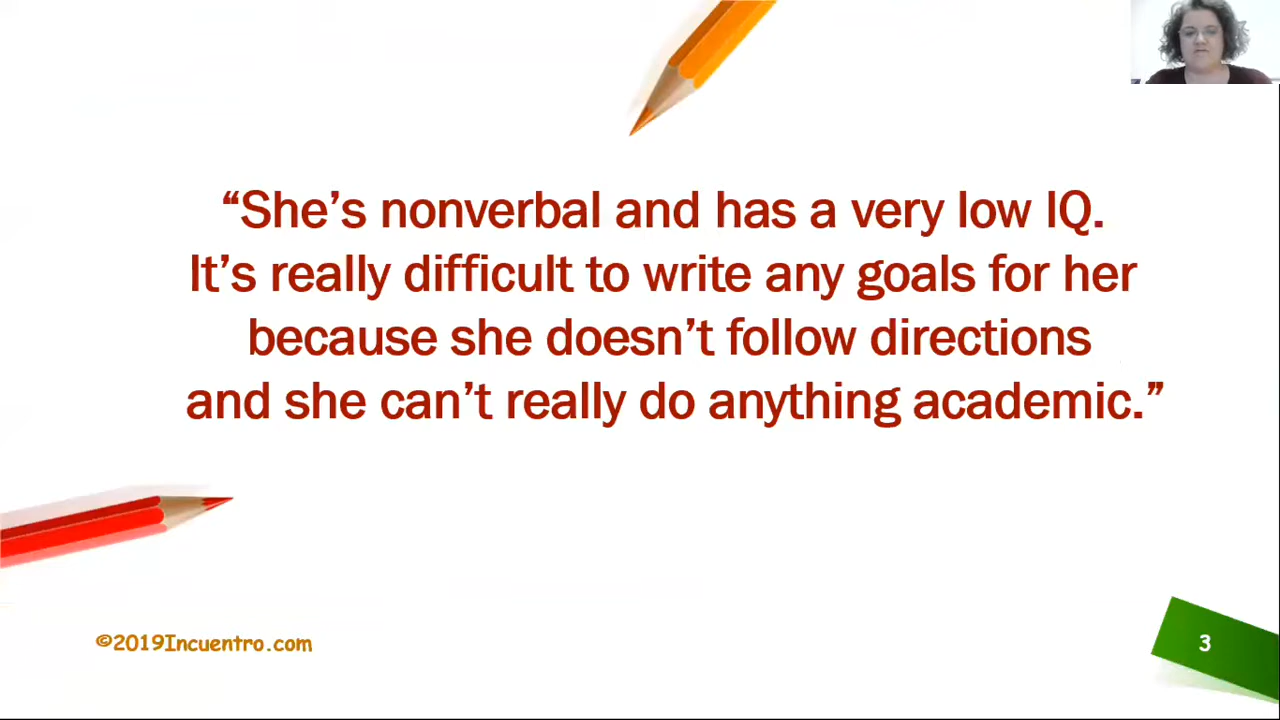 “She’s nonverbal and has a very low IQ.
It’s really difficult to write any goals for her
because she doesn’t follow directions
and she can’t really do anything academic.”
©2019Incuentro.com
3